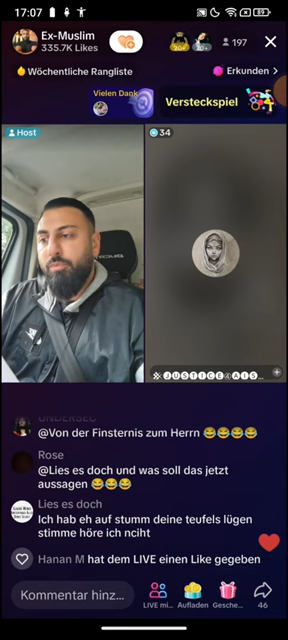 17:07
89
Ex-Muslim
335.7K Likes
20+
197
Wöchentliche Rangliste
Erkunden >
Vielen Dank
Versteckspiel
Host
34
JUSTICE④AIS...
@Von der Finsternis zum Herrn 😂😂😂😂
Rose
@Lies es doch und was soll das jetzt
aussagen 😂😂😂
Lies es doch
Ich hab eh auf stumm deine teufels lügen
stimme höre ich nciht
Hanan M hat dem LIVE einen Like gegeben
Kommentar hinz...
LIVE mi...
Aufladen
Gesche...
46